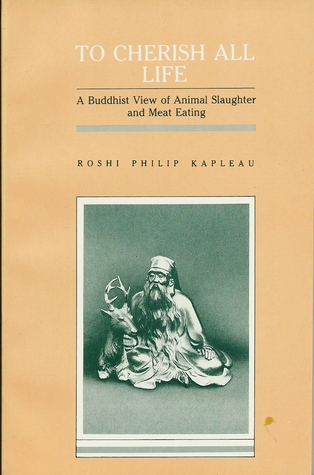 TO CHERISH ALL
LIFE
A Buddhist View of Animal Slaughter
and Meat Eating
ROSHI PHILIP KAPLEAU